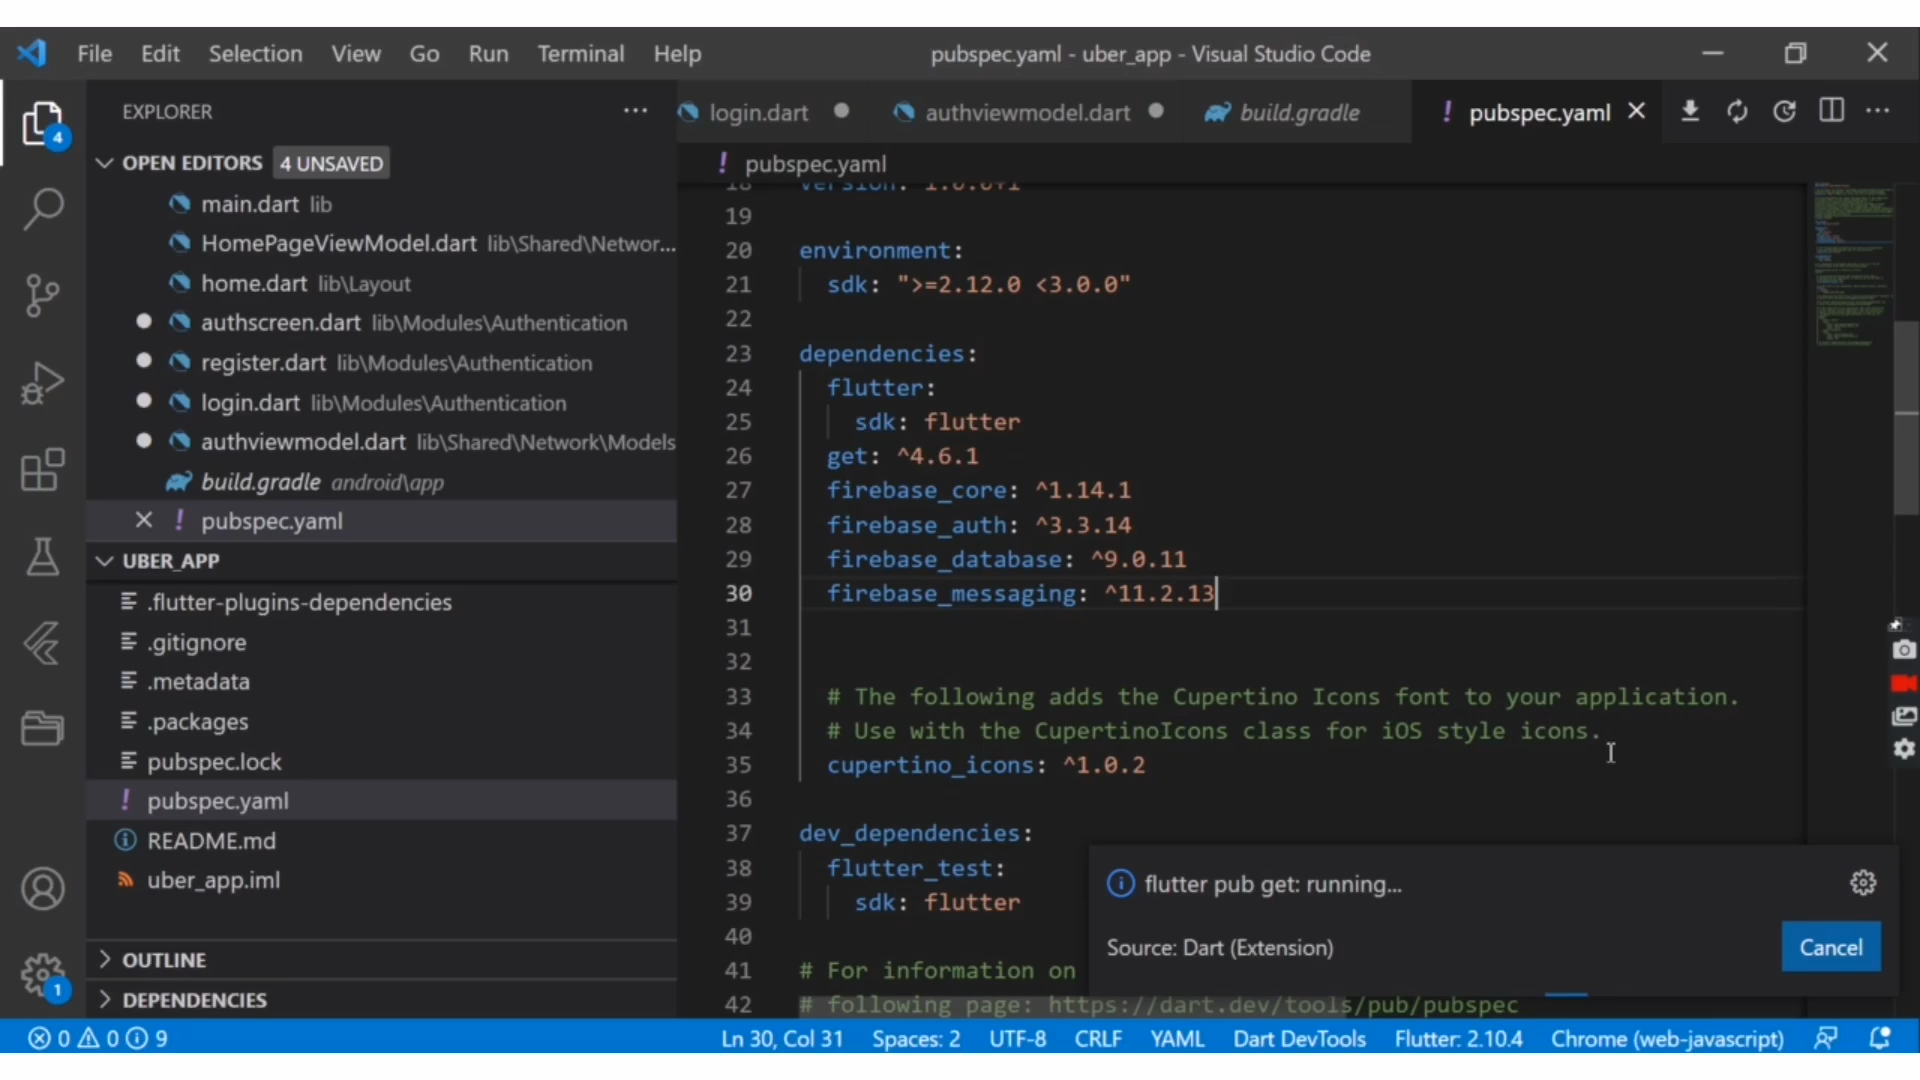 File Edit Selection View Go Run Terminal Help
pubspec.yaml - uber_app - Visual Studio Code
EXPLORER
4
OPEN EDITORS 4 UNSAVED
main.dart lib
HomePageViewModel.dart lib\Shared\Networ...
home.dart lib\Layout
authscreen.dart lib\Modules\Authentication
register.dart lib\Modules\Authentication
login.dart lib\Modules\Authentication
authviewmodel.dart lib\Shared\Network\Models
build.gradle android\app
pubspec.yaml
UBER_APP
.flutter-plugins-dependencies
.gitignore
.metadata
.packages
pubspec.lock
pubspec.yaml
README.md
uber_app.iml
OUTLINE
1
DEPENDENCIES
login.dart authviewmodel.dart build.gradle pubspec.yaml
pubspec.yaml
18 version: 1.0.0+1
19
20 environment:
21 sdk: ">=2.12.0 <3.0.0"
22
23 dependencies:
24 flutter:
25 sdk: flutter
26 get: ^4.6.1
27 firebase_core: ^1.14.1
28 firebase_auth: ^3.3.14
29 firebase_database: ^9.0.11
30 firebase_messaging: ^11.2.13
31
32
33 # The following adds the Cupertino Icons font to your application.
34 # Use with the CupertinoIcons class for iOS style icons.
35 cupertino_icons: ^1.0.2
36
37 dev_dependencies:
38 flutter_test:
39 sdk: flutter
40
41 # For information on
42 # following page: https://dart.dev/tools/pub/pubspec
flutter pub get: running...
Source: Dart (Extension)
Cancel
0 0 9
Ln 30, Col 31 Spaces: 2 UTF-8 CRLF YAML Dart DevTools Flutter: 2.10.4 Chrome (web-javascript)